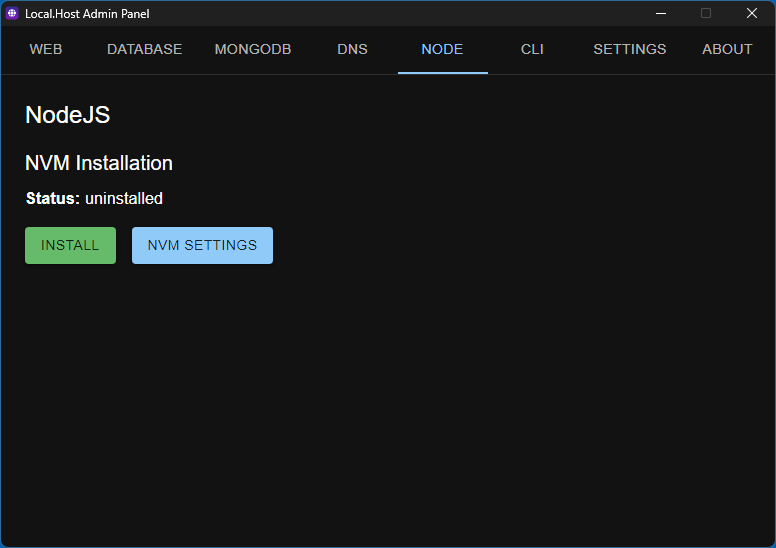 Local.Host Admin Panel
WEB DATABASE MONGODB DNS NODE CLI SETTINGS ABOUT
NodeJS
NVM Installation
Status: uninstalled
INSTALL NVM SETTINGS